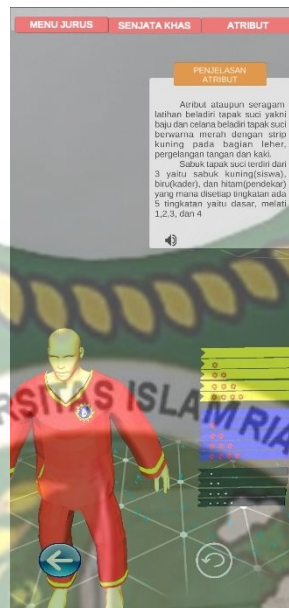 MENU JURUS SENJATA KHAS ATRIBUT
PENJELASAN
ATRIBUT
Atribut ataupun seragam
latihan beladiri tapak suci yakni
baju dan celana beladiri tapak suci
berwarna merah dengan strip
kuning pada bagian leher,
pergelangan tangan dan kaki.
Sabuk tapak suci terdiri dari
3 yaitu sabuk kuning(siswa),
biru(kader), dan hitam(pendekar)
yang mana disetiap tingkatan ada
5 tingkatan yaitu dasar, melati
1,2,3, dan 4
RSITAS ISLAM RIA